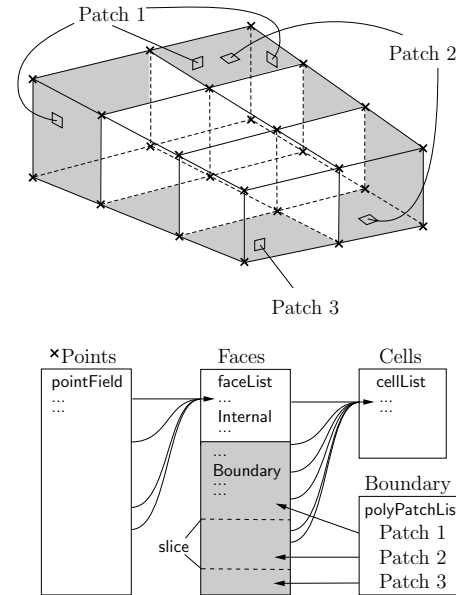 Patch 1
Patch 2
Patch 3
×Points
pointField
...
...
Faces
faceList
...
Internal
...
...
Boundary
...
...
slice
Cells
cellList
...
...
Boundary
polyPatchList
Patch 1
Patch 2
Patch 3